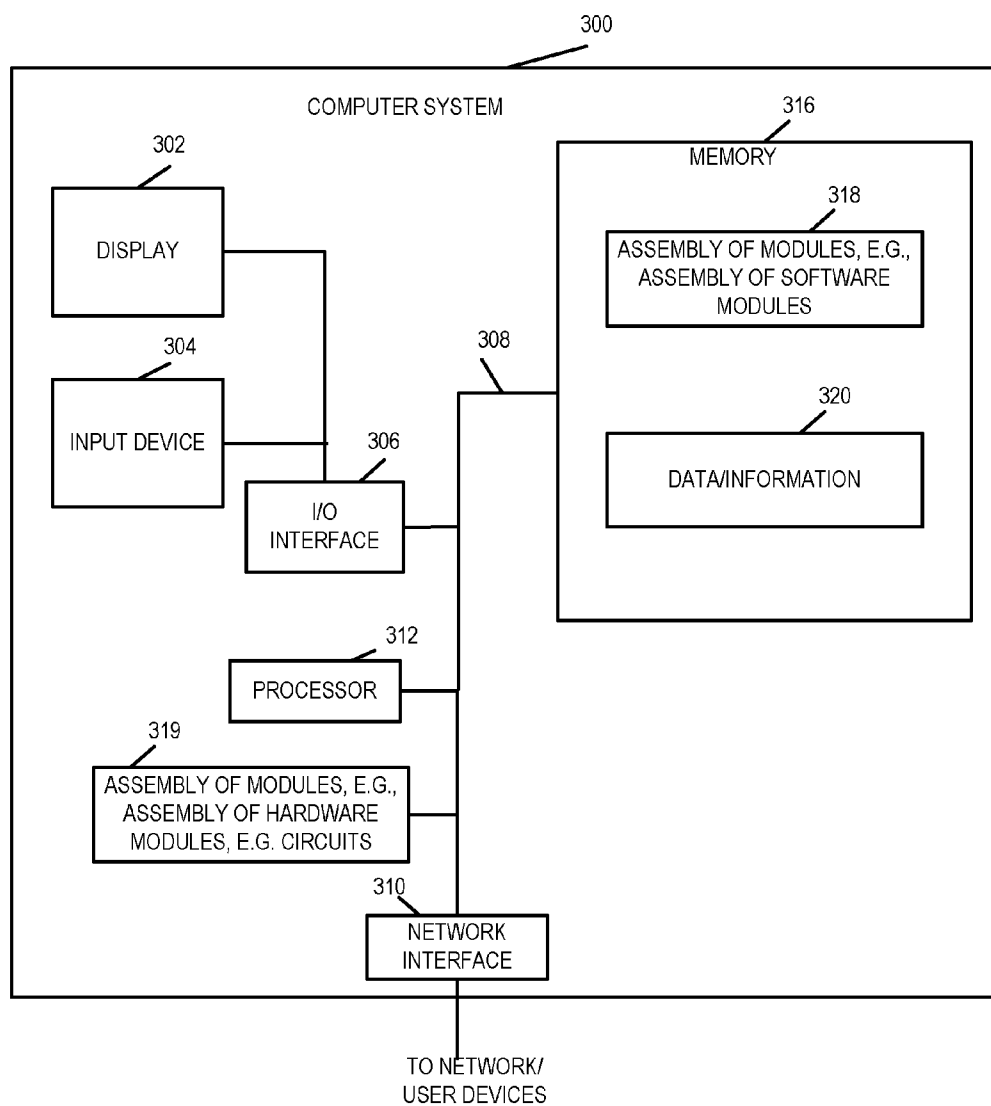 300
COMPUTER SYSTEM
302
DISPLAY
304
INPUT DEVICE
306
I/O
INTERFACE
308
316
MEMORY
318
ASSEMBLY OF MODULES, E.G.,
ASSEMBLY OF SOFTWARE
MODULES
320
DATA/INFORMATION
312
PROCESSOR
319
ASSEMBLY OF MODULES, E.G.,
ASSEMBLY OF HARDWARE
MODULES, E.G. CIRCUITS
310
NETWORK
INTERFACE
TO NETWORK/
USER DEVICES